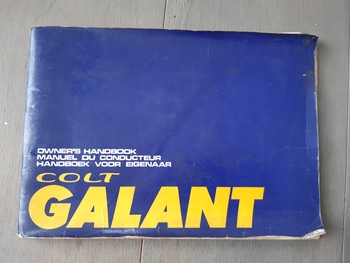 OWNER'S HANDBOOK
MANUEL DU CONDUCTEUR
HANDBOEK VOOR EIGENAAR
COLT
GALANT